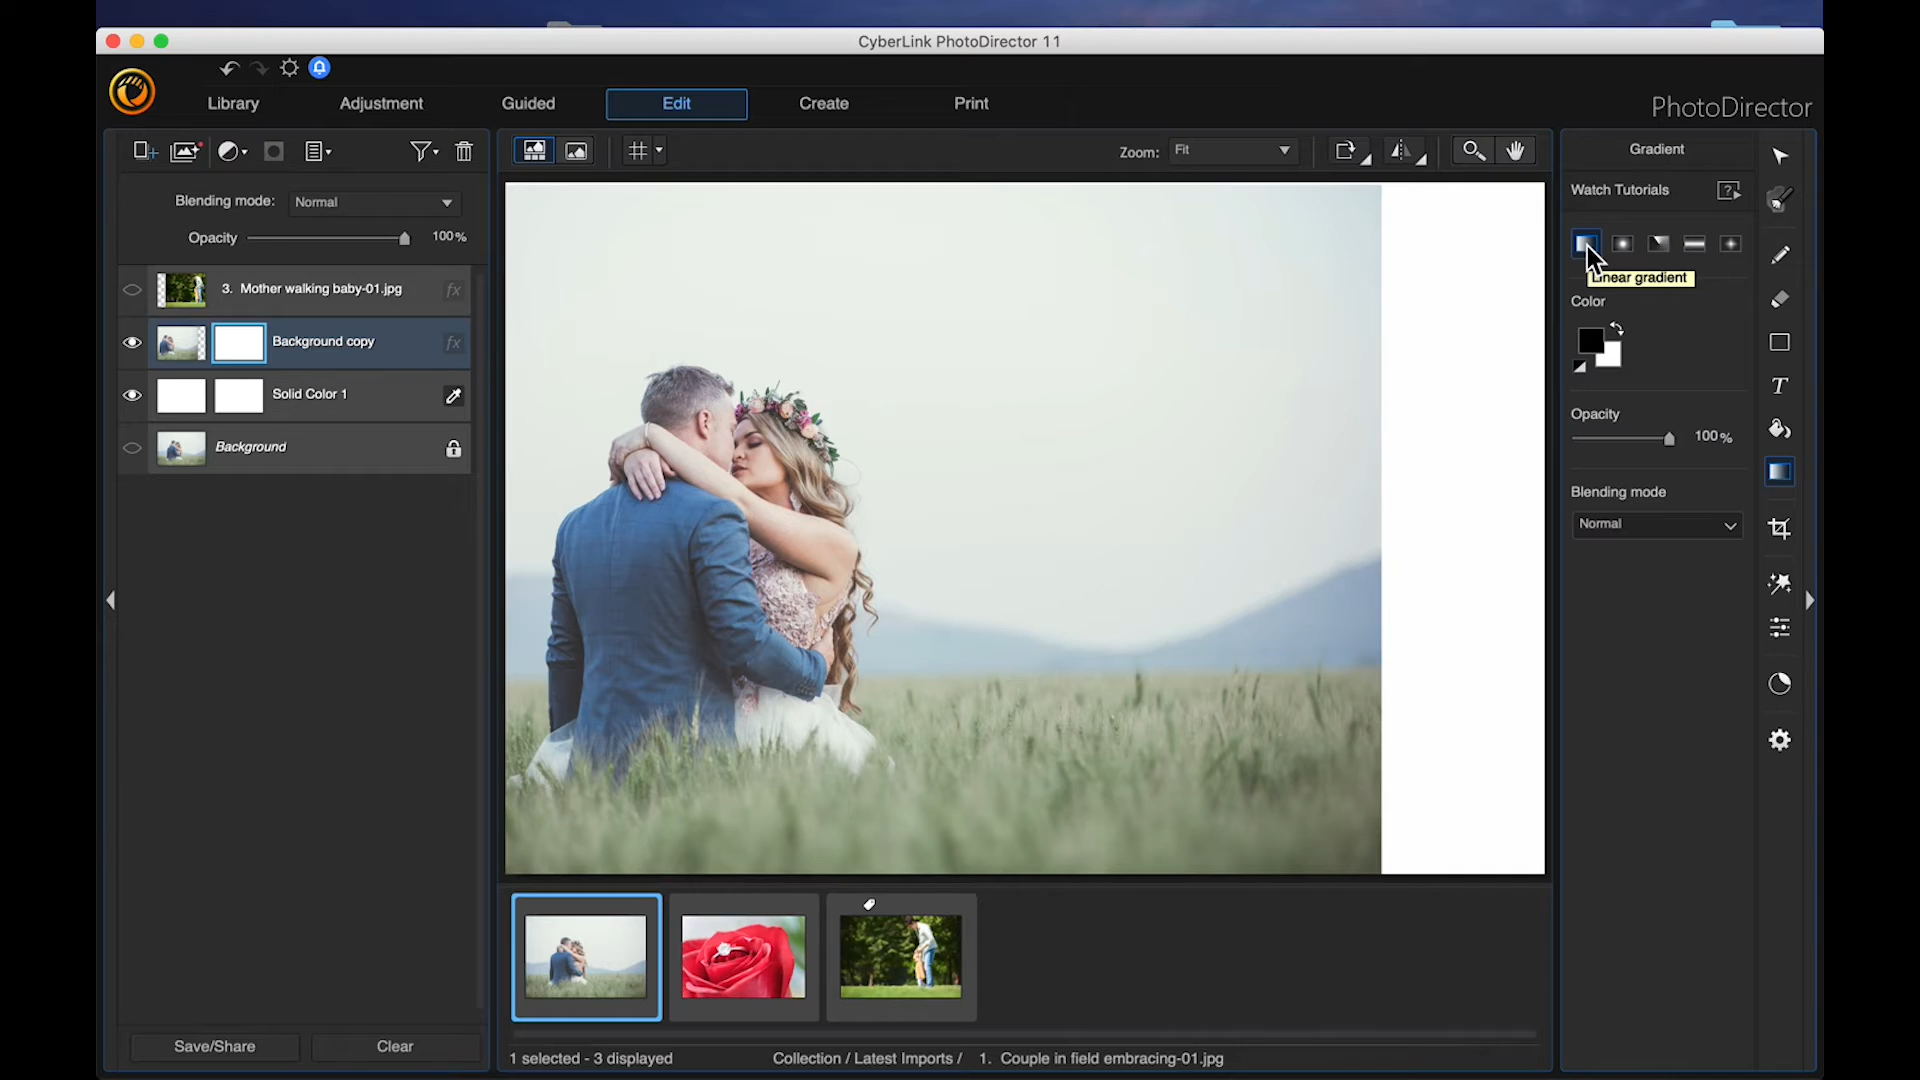 CyberLink PhotoDirector 11
Library
Adjustment
Guided
Edit
Create
Print
PhotoDirector
Blending mode: Normal
Opacity 100%
3. Mother walking baby-01.jpg fx
Background copy fx
Solid Color 1
Background
Save/Share
Clear
Zoom: Fit
1 selected - 3 displayed
Collection / Latest Imports / 1. Couple in field embracing-01.jpg
Gradient
Watch Tutorials ?
Linear gradient
Color
Opacity
100%
Blending mode
Normal
T